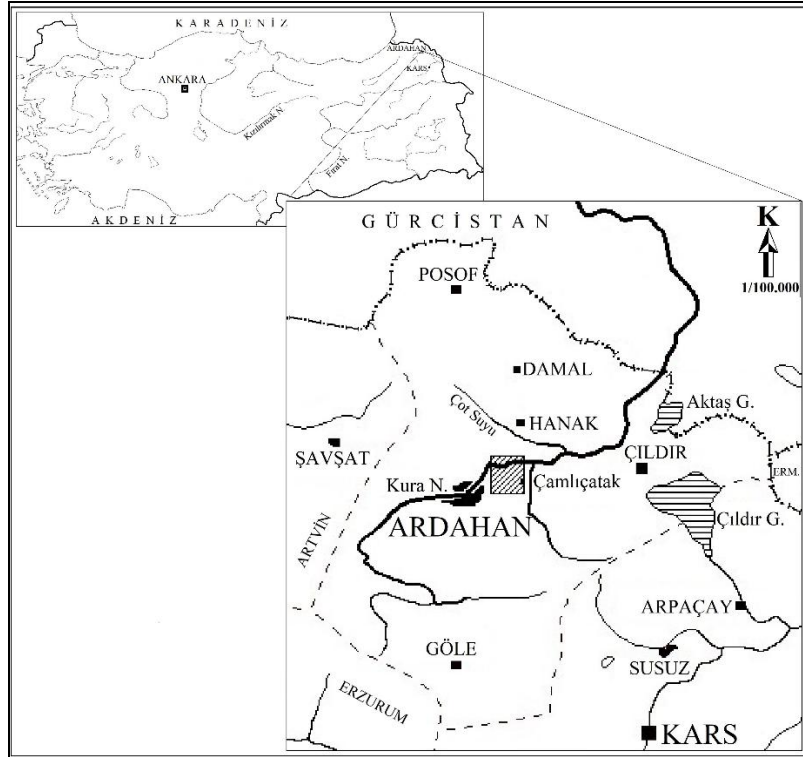 KARADENİZ
ARDAHAN
KARS
ANKARA
Kızılırmak N.
Fırat N.
AKDENİZ
GÜRCİSTAN
K
1/100.000
POSOF
DAMAL
Aktaş G.
Çot Suyu
HANAK
ŞAVŞAT
ÇILDIR
ERM.
Kura N.
Çamlıçatak
Çıldır G.
ARDAHAN
ARTVİN
ARPAÇAY
GÖLE
SUSUZ
ERZURUM
KARS